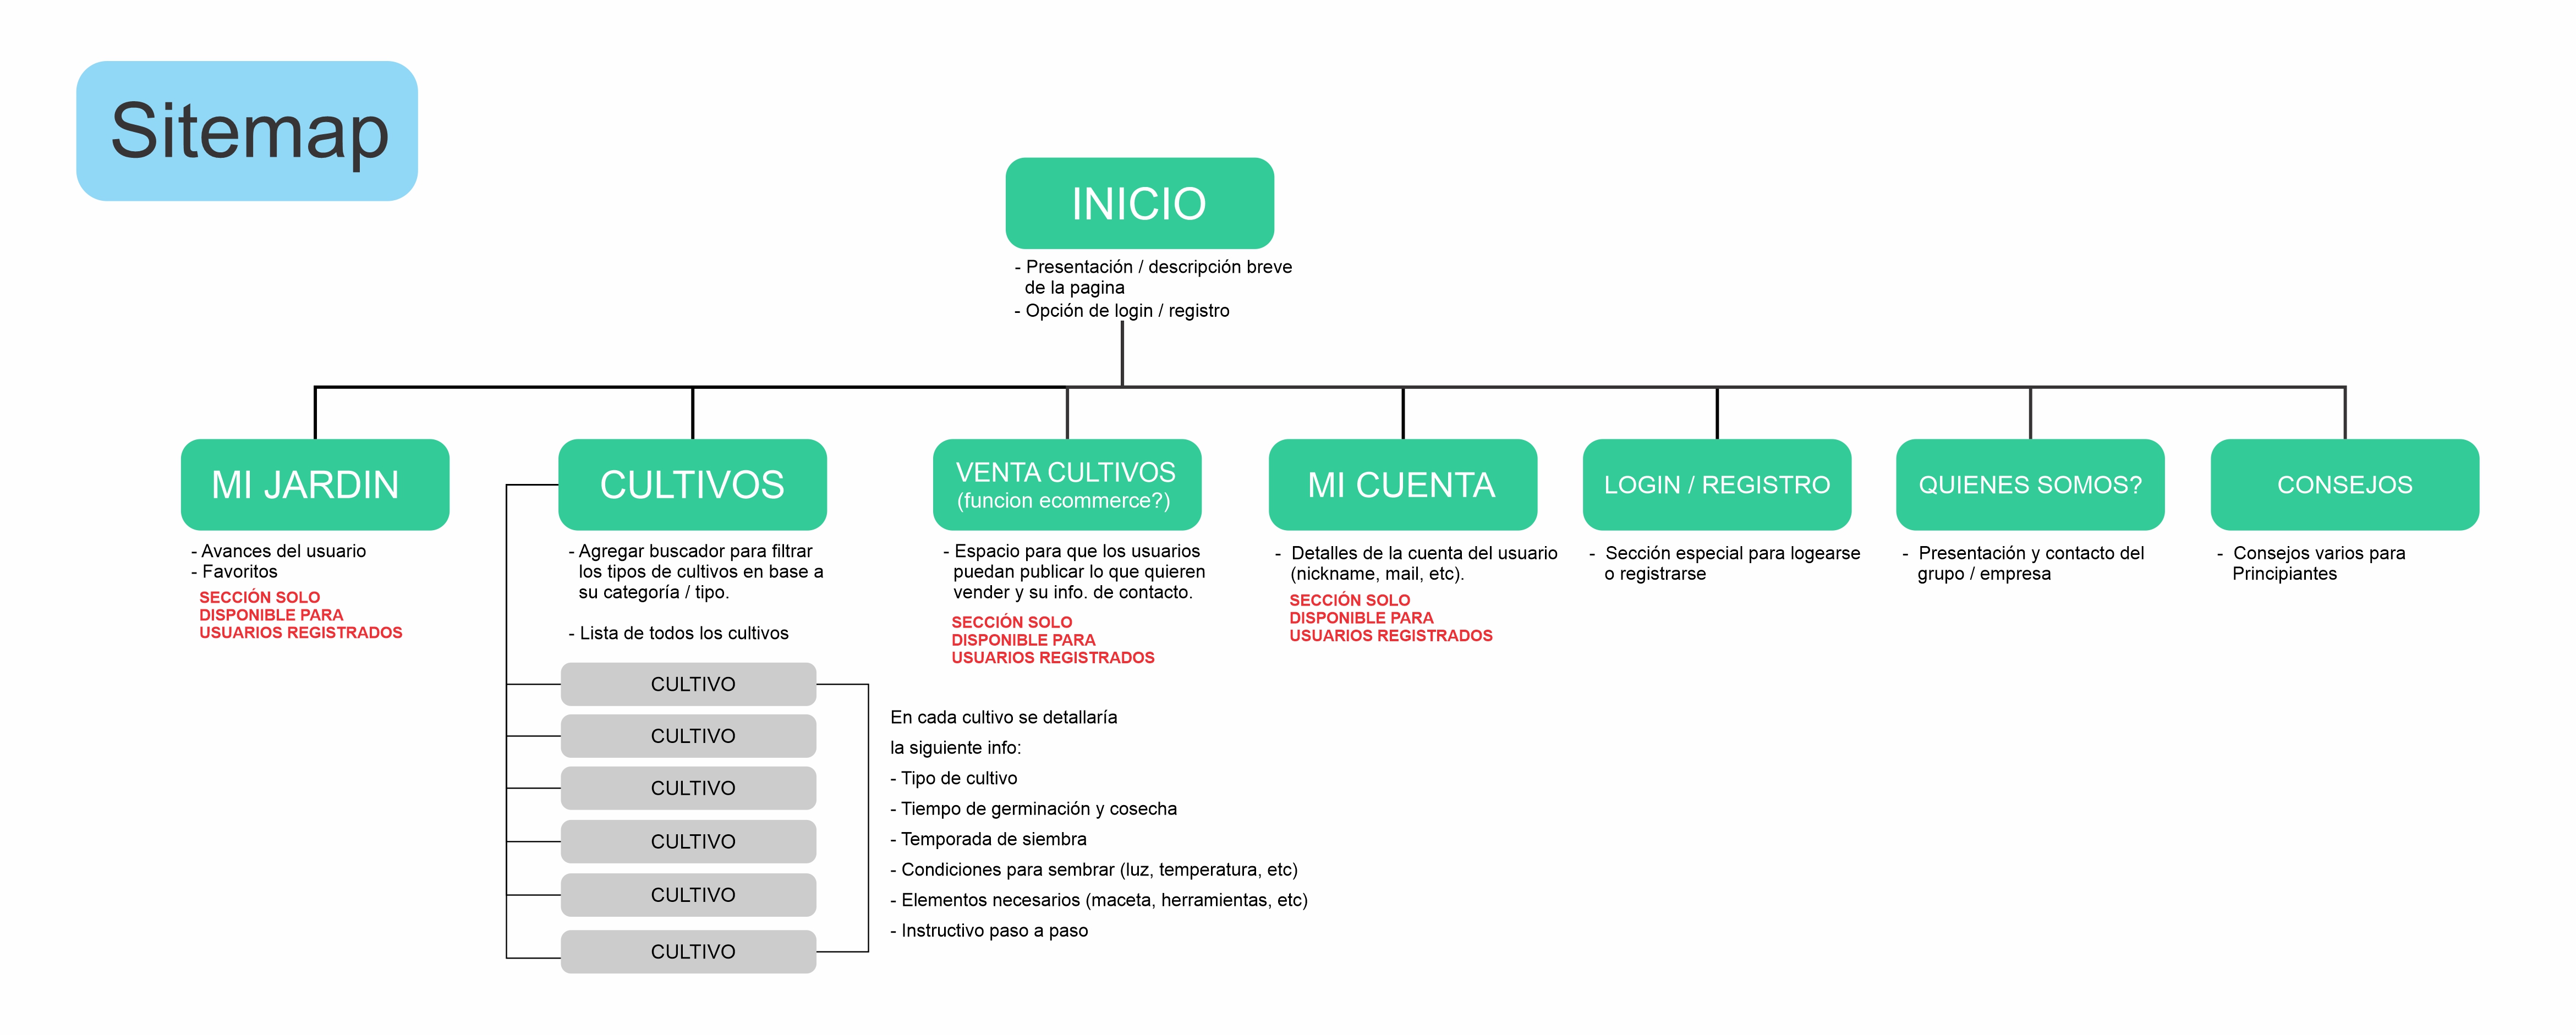 Sitemap
INICIO
- Presentación / descripción breve
de la pagina
- Opción de login / registro
MI JARDIN
- Avances del usuario
- Favoritos
SECCIÓN SOLO
DISPONIBLE PARA
USUARIOS REGISTRADOS
CULTIVOS
- Agregar buscador para filtrar
los tipos de cultivos en base a
su categoría / tipo.
- Lista de todos los cultivos
CULTIVO
CULTIVO
CULTIVO
CULTIVO
CULTIVO
CULTIVO
En cada cultivo se detallaría
la siguiente info:
- Tipo de cultivo
- Tiempo de germinación y cosecha
- Temporada de siembra
- Condiciones para sembrar (luz, temperatura, etc)
- Elementos necesarios (maceta, herramientas, etc)
- Instructivo paso a paso
VENTA CULTIVOS
(funcion ecommerce?)
- Espacio para que los usuarios
puedan publicar lo que quieren
vender y su info. de contacto.
SECCIÓN SOLO
DISPONIBLE PARA
USUARIOS REGISTRADOS
MI CUENTA
- Detalles de la cuenta del usuario
(nickname, mail, etc).
SECCIÓN SOLO
DISPONIBLE PARA
USUARIOS REGISTRADOS
LOGIN / REGISTRO
- Sección especial para logearse
o registrarse
QUIENES SOMOS?
- Presentación y contacto del
grupo / empresa
CONSEJOS
- Consejos varios para
Principiantes